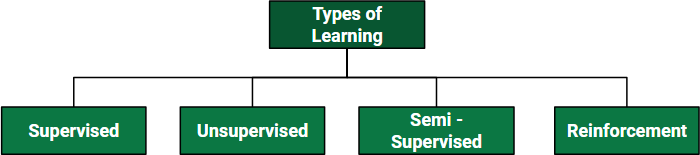 Types of
Learning
Supervised
Unsupervised
Semi -
Supervised
Reinforcement